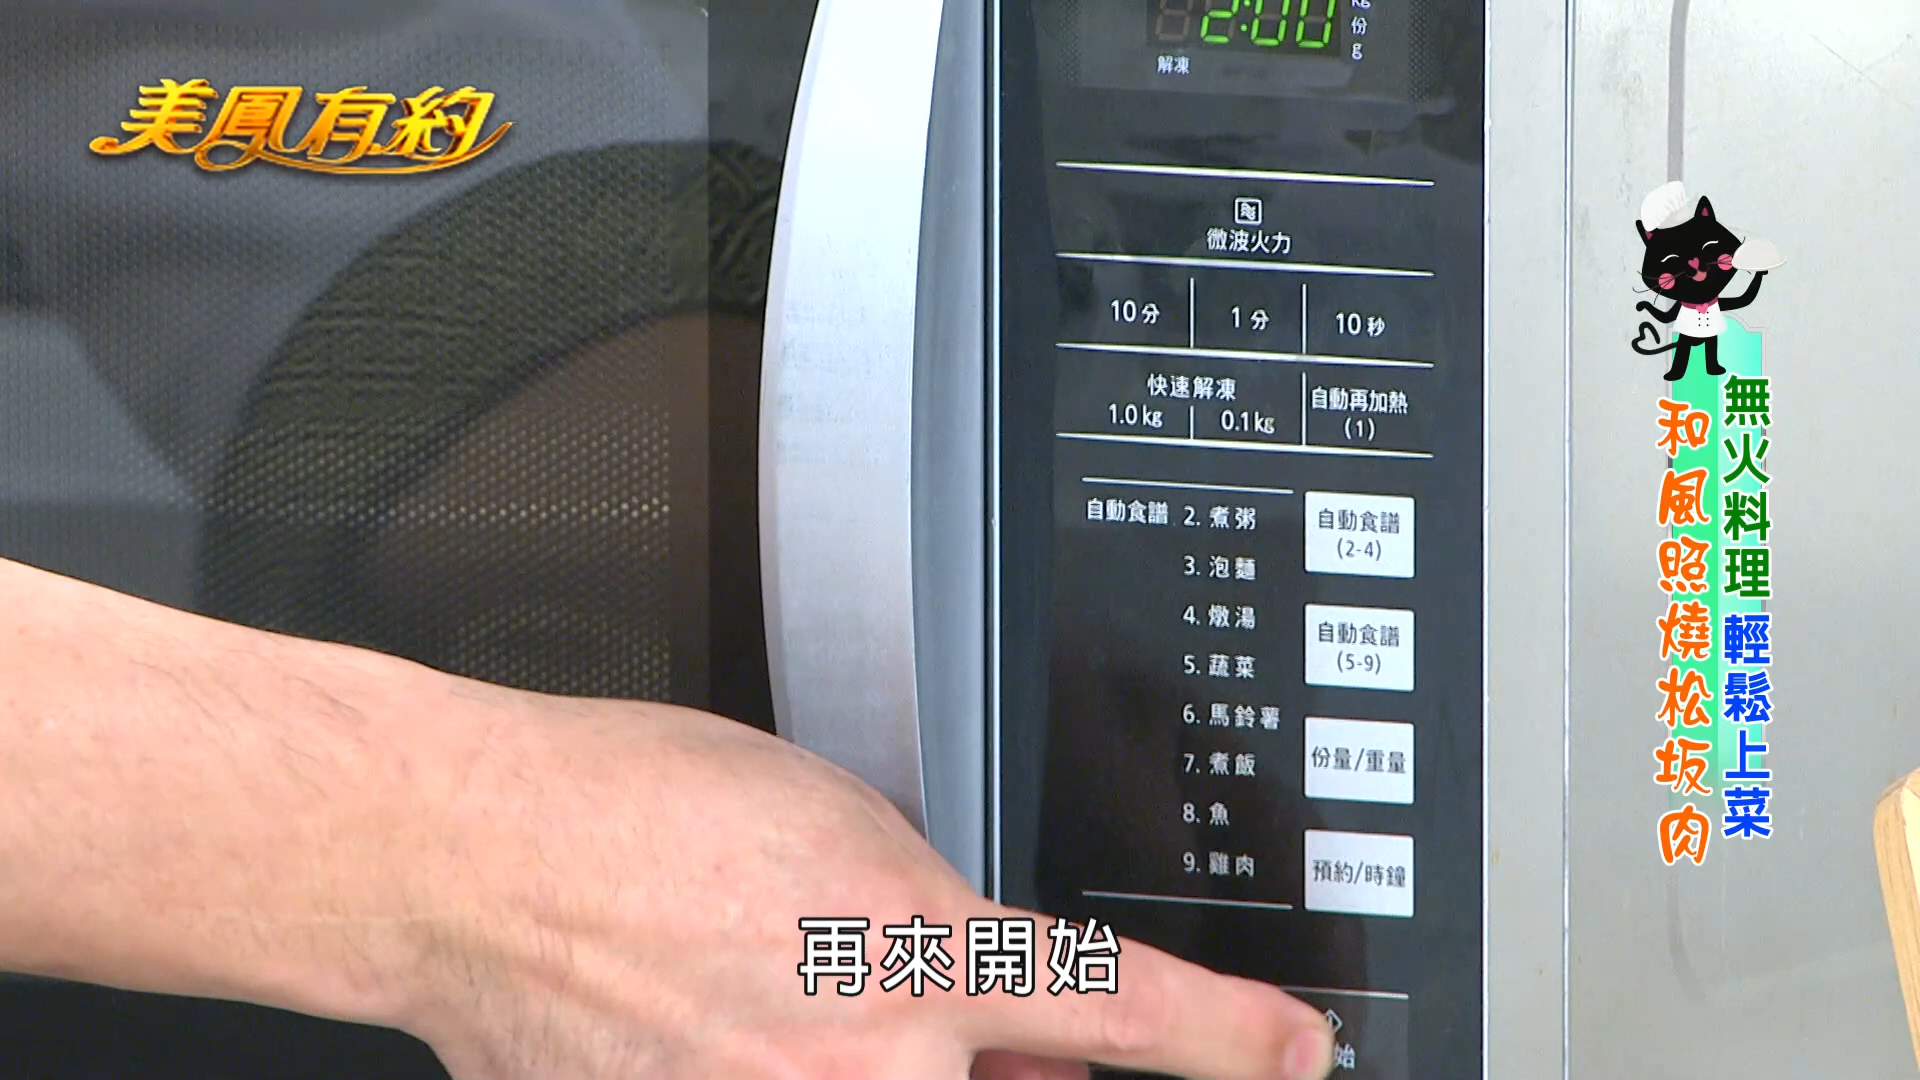 美鳳有約
2:00
kg
份
g
解凍
微波火力
10分
1分
10秒
快速解凍
1.0kg
0.1kg
自動再加熱
(1)
自動食譜
2. 煮粥
3. 泡麵
4. 燉湯
5. 蔬菜
6. 馬鈴薯
7. 煮飯
8. 魚
9. 雞肉
自動食譜
(2-4)
自動食譜
(5-9)
份量/重量
預約/時鐘
始
無火料理 輕鬆上菜
和風照燒松坂肉
再來開始